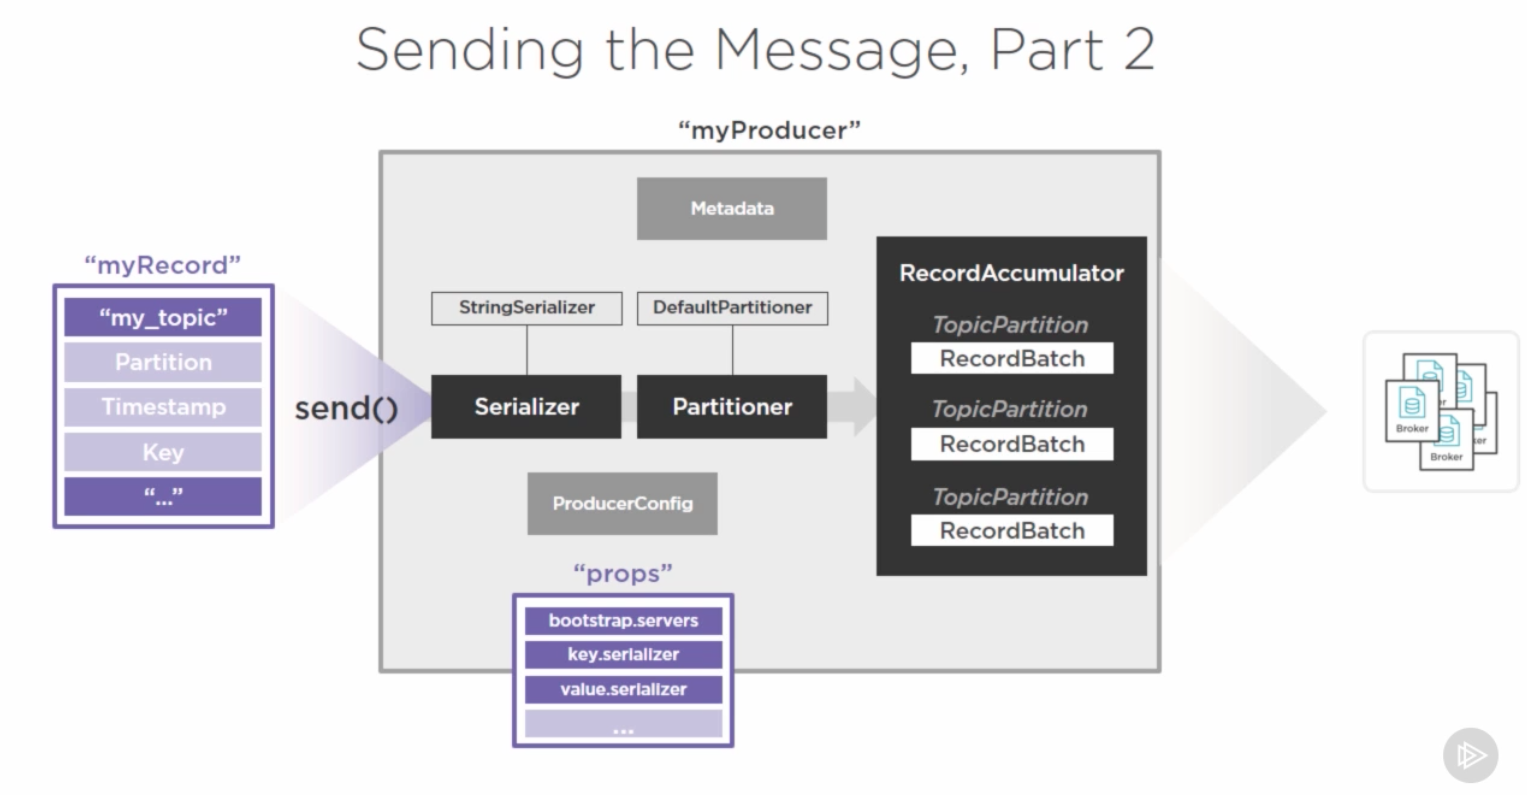 Sending the Message, Part 2
“myProducer”
Metadata
“myRecord”
“my_topic”
Partition
Timestamp
Key
“...”
send()
StringSerializer
DefaultPartitioner
Serializer
Partitioner
ProducerConfig
“props”
bootstrap.servers
key.serializer
value.serializer
...
RecordAccumulator
TopicPartition
RecordBatch
TopicPartition
RecordBatch
TopicPartition
RecordBatch
Broker
Broker